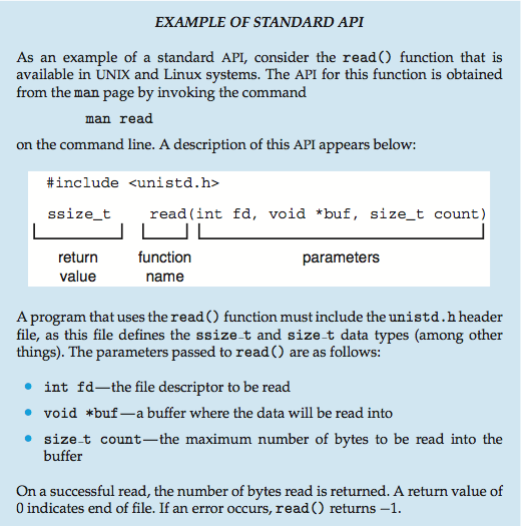 EXAMPLE OF STANDARD API
As an example of a standard API, consider the read() function that is
available in UNIX and Linux systems. The API for this function is obtained
from the man page by invoking the command
man read
on the command line. A description of this API appears below:
#include <unistd.h>
ssize_t read(int fd, void *buf, size_t count)
return function parameters
value name
A program that uses the read() function must include the unistd.h header
file, as this file defines the ssize_t and size_t data types (among other
things). The parameters passed to read() are as follows:
• int fd—the file descriptor to be read
• void *buf—a buffer where the data will be read into
• size_t count—the maximum number of bytes to be read into the
buffer
On a successful read, the number of bytes read is returned. A return value of
0 indicates end of file. If an error occurs, read() returns −1.